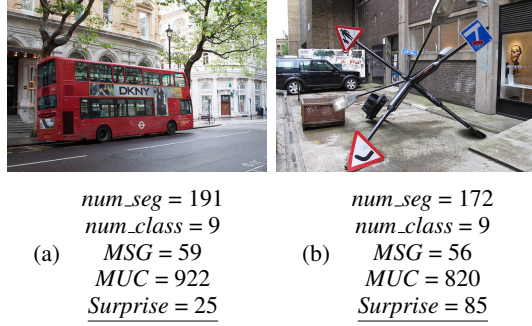 DKNY
num_seg = 191
num_class = 9
(a) MSG = 59
MUC = 922
Surprise = 25
num_seg = 172
num_class = 9
(b) MSG = 56
MUC = 820
Surprise = 85